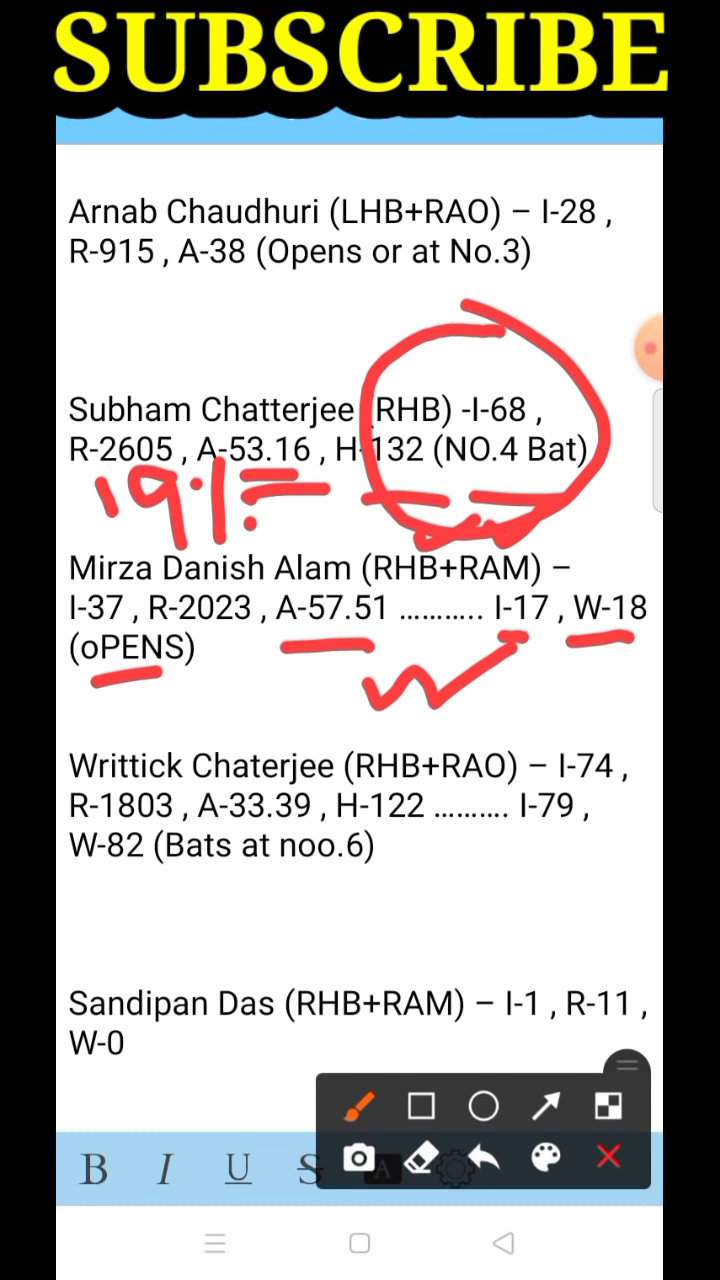 SUBSCRIBE
Arnab Chaudhuri (LHB+RAO) – I-28 ,
R-915 , A-38 (Opens or at No.3)
Subham Chatterjee (RHB) -I-68 ,
R-2605 , A-53.16 , H-132 (NO.4 Bat)
Mirza Danish Alam (RHB+RAM) –
I-37 , R-2023 , A-57.51 ……….. I-17 , W-18
(oPENS)
Writtick Chaterjee (RHB+RAO) – I-74 ,
R-1803 , A-33.39 , H-122 ………. I-79 ,
W-82 (Bats at noo.6)
Sandipan Das (RHB+RAM) – I-1 , R-11 ,
W-0
B I U S A